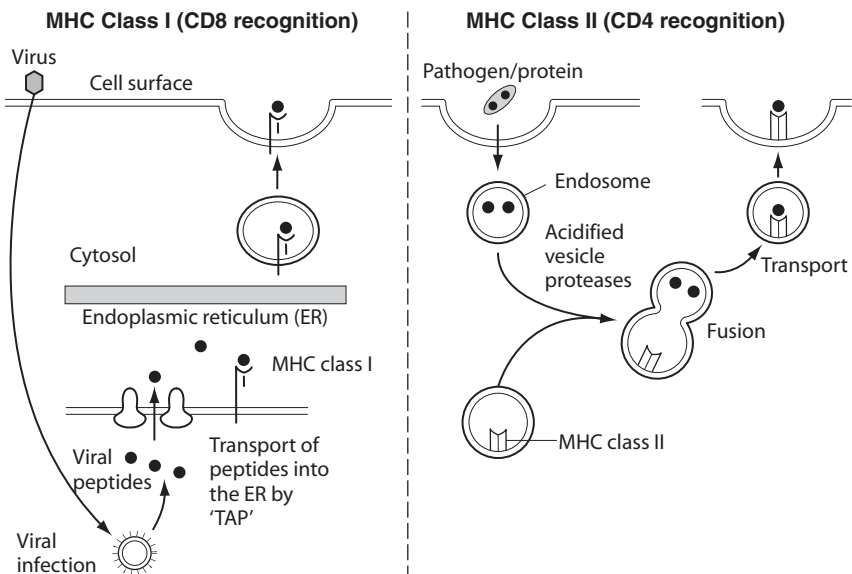 MHC Class I (CD8 recognition)
Virus
Cell surface
Cytosol
Endoplasmic reticulum (ER)
MHC class I
Viral
peptides
Transport of
peptides into
the ER by
‘TAP’
Viral
infection
MHC Class II (CD4 recognition)
Pathogen/protein
Endosome
Acidified
vesicle
proteases
Transport
Fusion
MHC class II